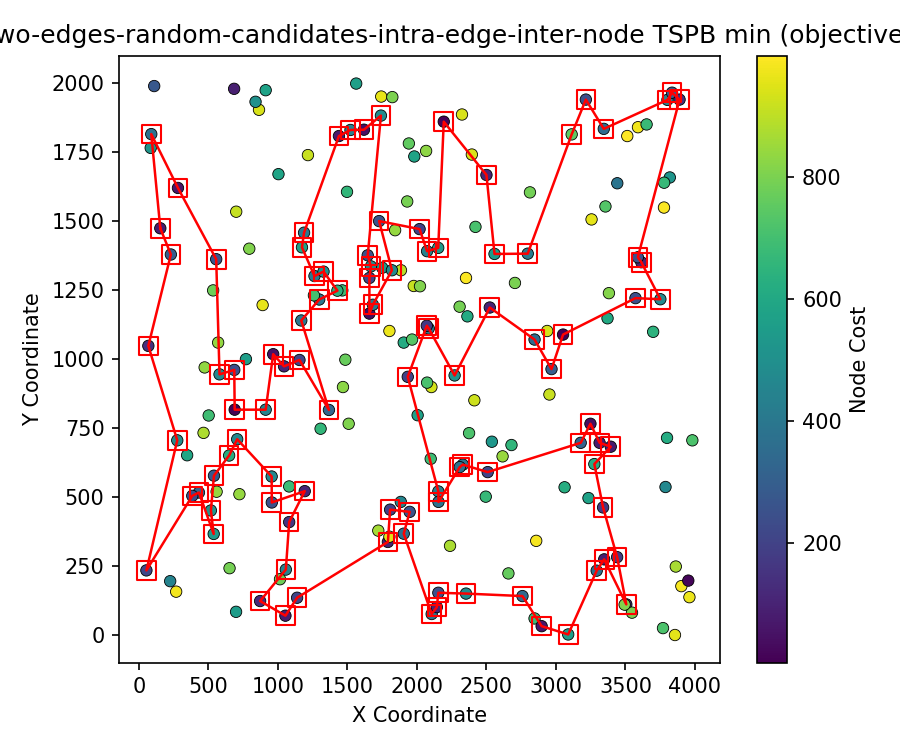 wo-edges-random-candidates-intra-edge-inter-node TSPB min (objective
2000
1750
1500
1250
1000
750
500
250
0
Y Coordinate
0 500 1000 1500 2000 2500 3000 3500 4000
X Coordinate
800
600
400
200
Node Cost